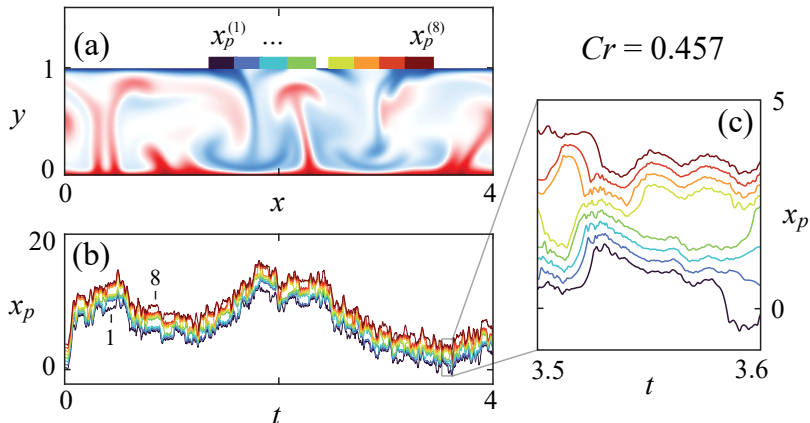 (a)
x_p^(1) ... x_p^(8)
Cr = 0.457
1
y
0
0 x 4
(b)
20
x_p
0
8
1
0 t 4
(c)
5
x_p
0
3.5 t 3.6